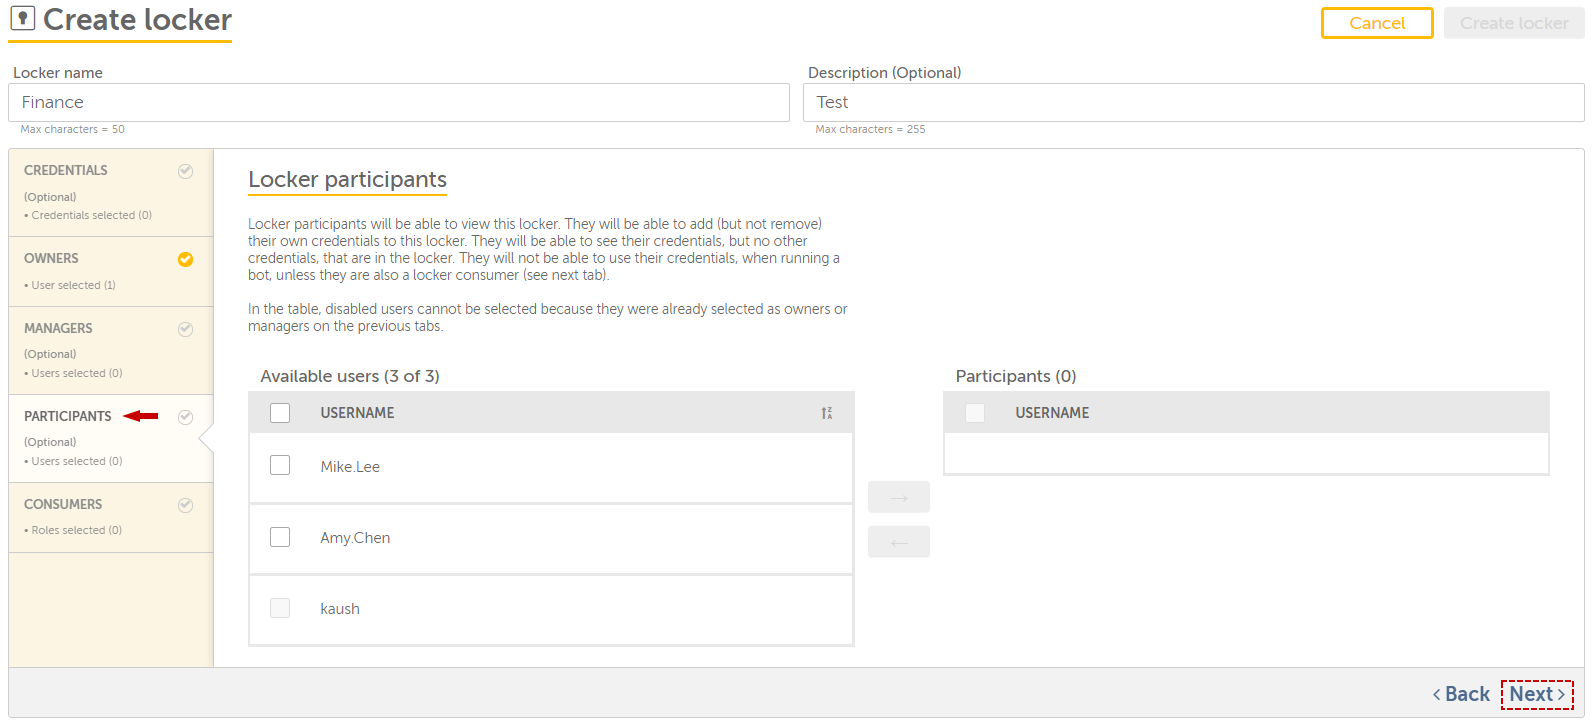 Create locker
Cancel
Create locker
Locker name
Description (Optional)
Finance
Test
Max characters = 50
Max characters = 255
CREDENTIALS
(Optional)
• Credentials selected (0)
OWNERS
• User selected (1)
MANAGERS
(Optional)
• Users selected (0)
PARTICIPANTS
(Optional)
• Users selected (0)
CONSUMERS
• Roles selected (0)
Locker participants
Locker participants will be able to view this locker. They will be able to add (but not remove)
their own credentials to this locker. They will be able to see their credentials, but no other
credentials, that are in the locker. They will not be able to use their credentials, when running a
bot, unless they are also a locker consumer (see next tab).
In the table, disabled users cannot be selected because they were already selected as owners or
managers on the previous tabs.
Available users (3 of 3)
USERNAME
Mike.Lee
Amy.Chen
kaush
→
←
Participants (0)
USERNAME
‹ Back
Next ›